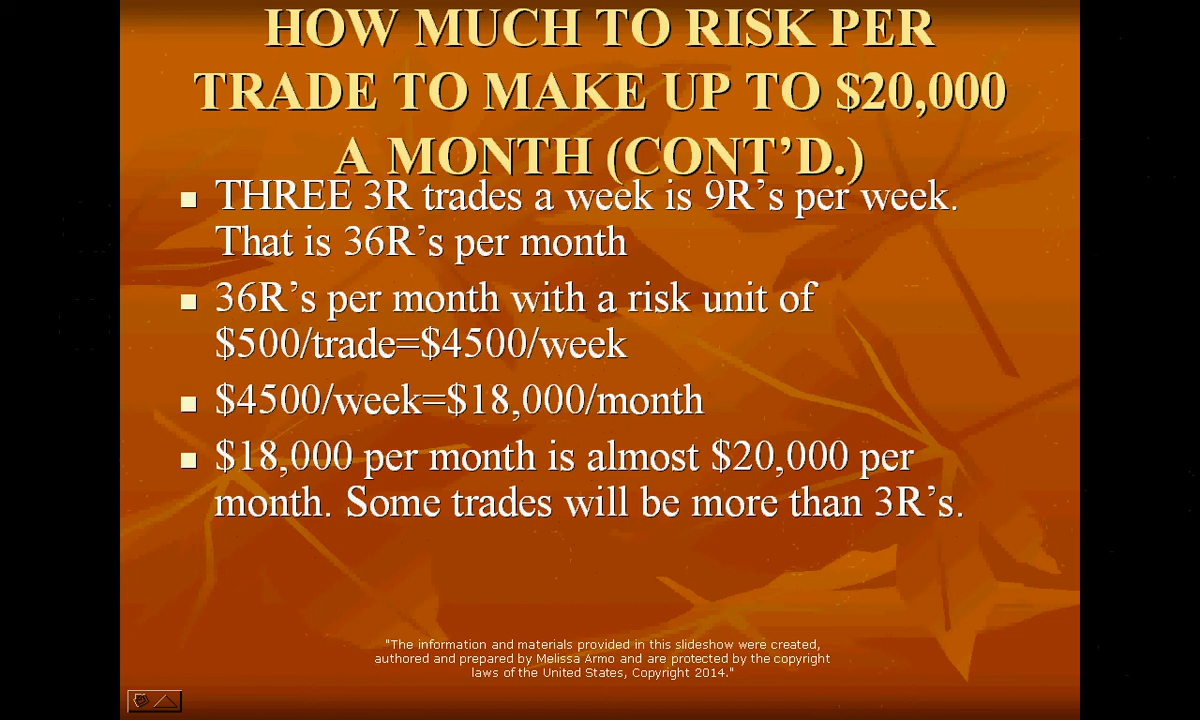 HOW MUCH TO RISK PER
TRADE TO MAKE UP TO $20,000
A MONTH (CONT’D.)
THREE 3R trades a week is 9R’s per week.
That is 36R’s per month
36R’s per month with a risk unit of
$500/trade=$4500/week
$4500/week=$18,000/month
$18,000 per month is almost $20,000 per
month. Some trades will be more than 3R’s.
"The information and materials provided in this slideshow were created,
authored and prepared by Melissa Armo and are protected by the copyright
laws of the United States, Copyright 2014."